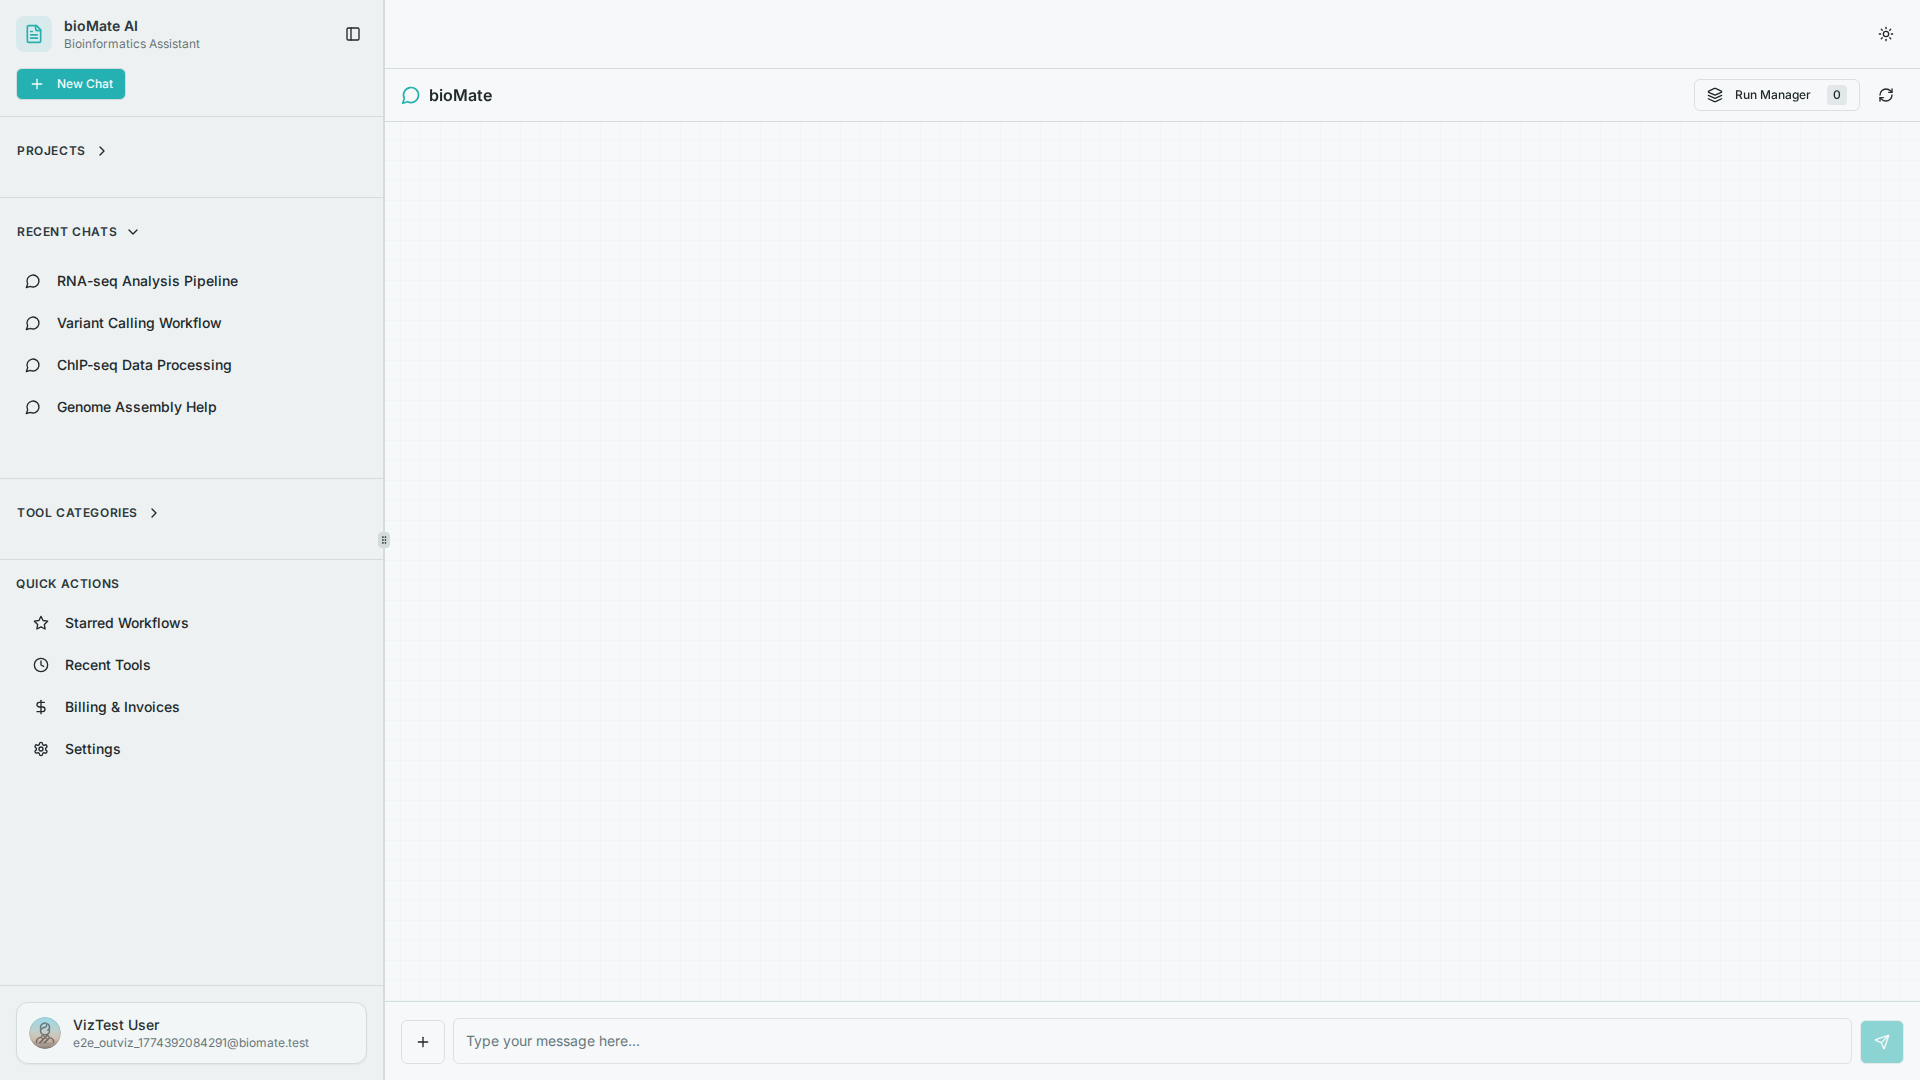 bioMate AI
Bioinformatics Assistant
New Chat
PROJECTS
RECENT CHATS
RNA-seq Analysis Pipeline
Variant Calling Workflow
ChIP-seq Data Processing
Genome Assembly Help
TOOL CATEGORIES
QUICK ACTIONS
Starred Workflows
Recent Tools
Billing & Invoices
Settings
VizTest User
e2e_outviz_1774392084291@biomate.test
bioMate
Run Manager 0
Type your message here...